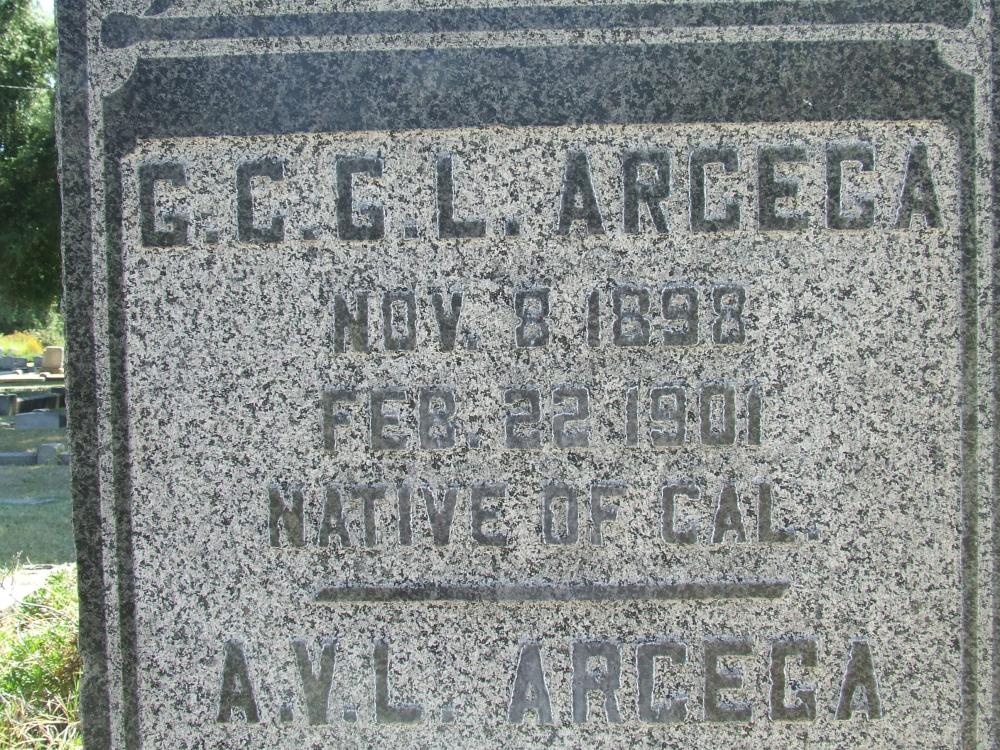 G.C.G.L. ARCEGA
NOV. 8 1898
FEB. 22 1901
NATIVE OF CAL.
A.V.L. ARCEGA